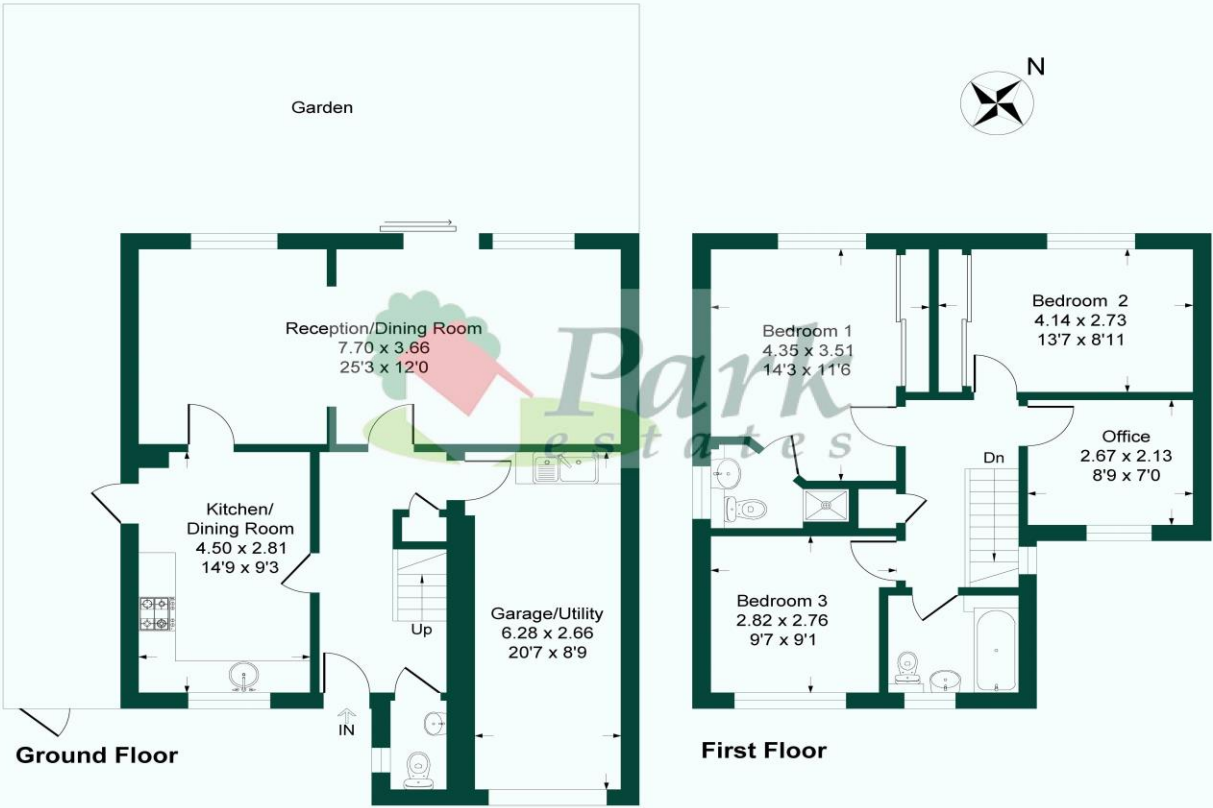 N
Garden
Reception/Dining Room
7.70 x 3.66
25'3 x 12'0
Kitchen/
Dining Room
4.50 x 2.81
14'9 x 9'3
Up
Garage/Utility
6.28 x 2.66
20'7 x 8'9
IN
Ground Floor
Bedroom 1
4.35 x 3.51
14'3 x 11'6
Bedroom 2
4.14 x 2.73
13'7 x 8'11
Office
2.67 x 2.13
8'9 x 7'0
Dn
Bedroom 3
2.82 x 2.76
9'7 x 9'1
First Floor
Park
estates